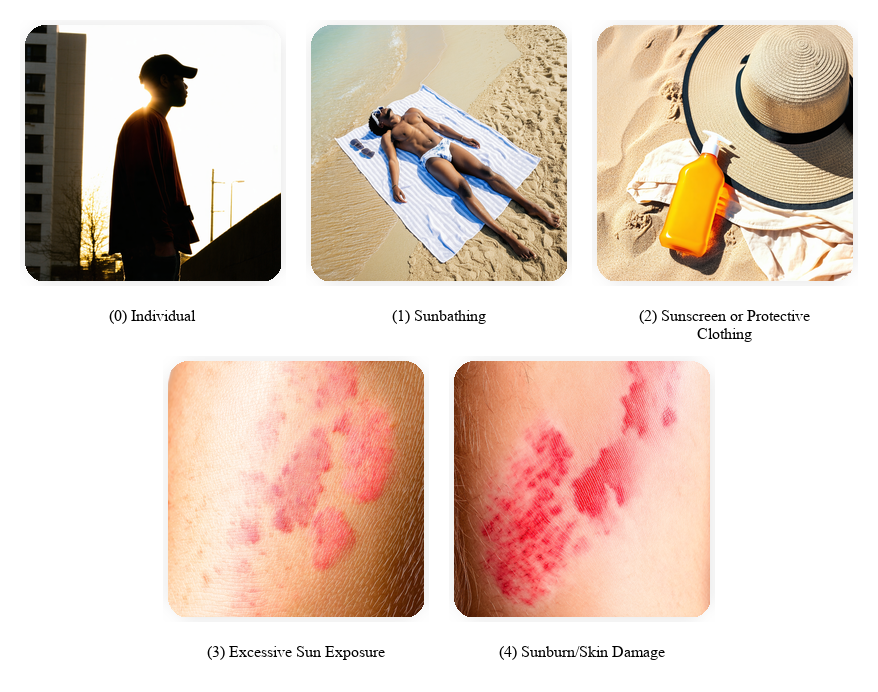 (0) Individual
(1) Sunbathing
(2) Sunscreen or Protective
Clothing
(3) Excessive Sun Exposure
(4) Sunburn/Skin Damage